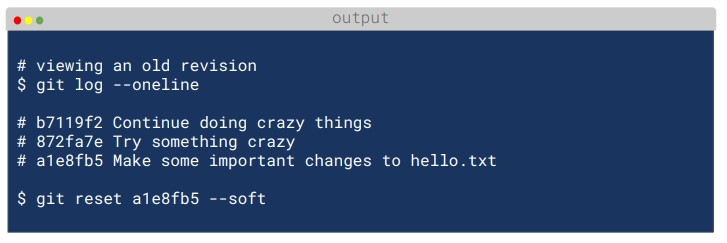 output
# viewing an old revision
$ git log --oneline
# b7119f2 Continue doing crazy things
# 872fa7e Try something crazy
# a1e8fb5 Make some important changes to hello.txt
$ git reset a1e8fb5 --soft